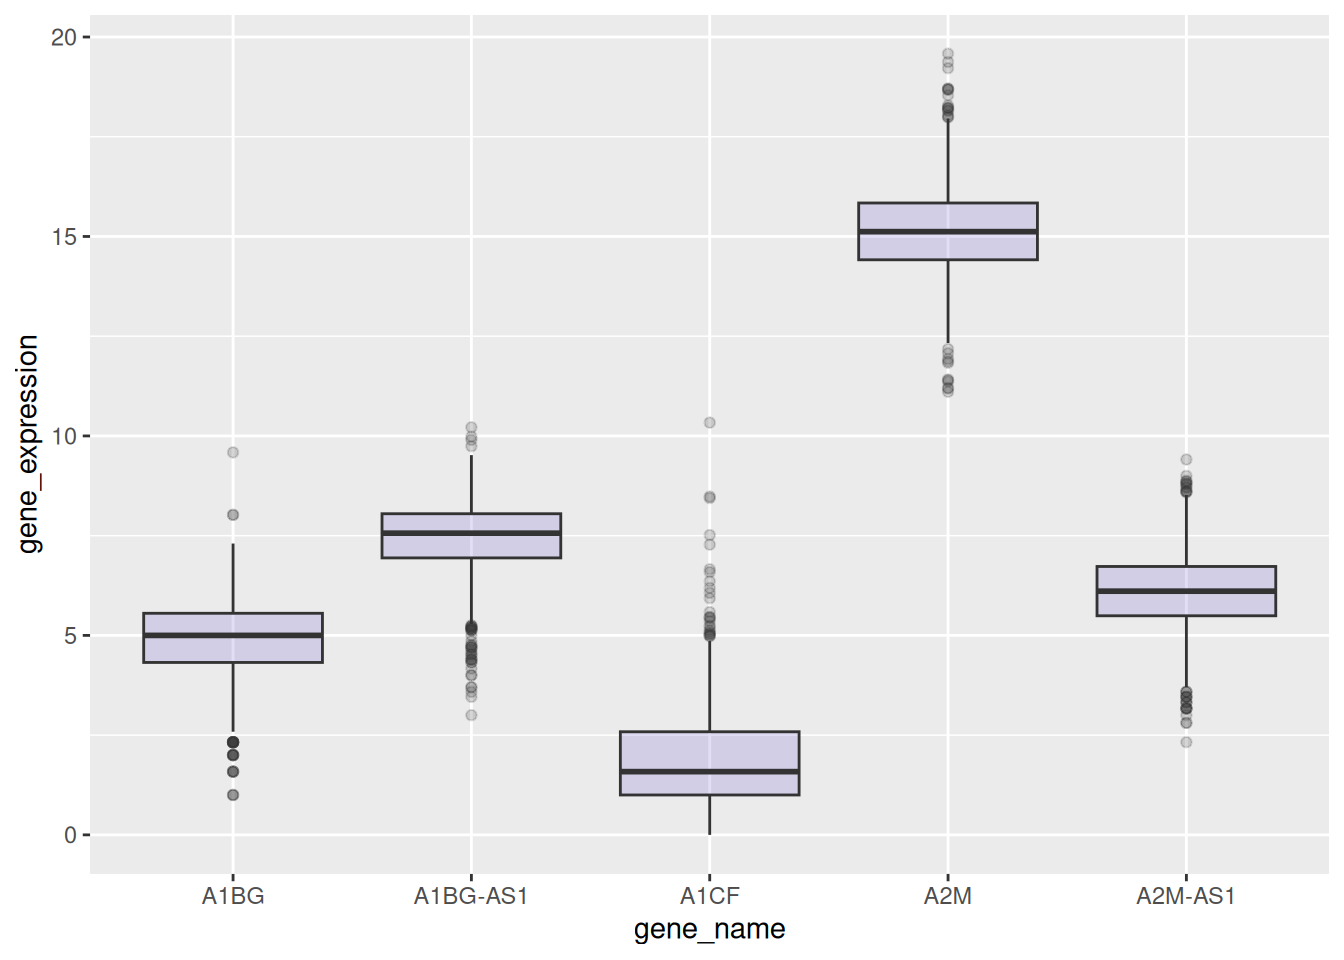 gene_expression
20
15
10
5
0
A1BG
A1BG-AS1
A1CF
A2M
A2M-AS1
gene_name